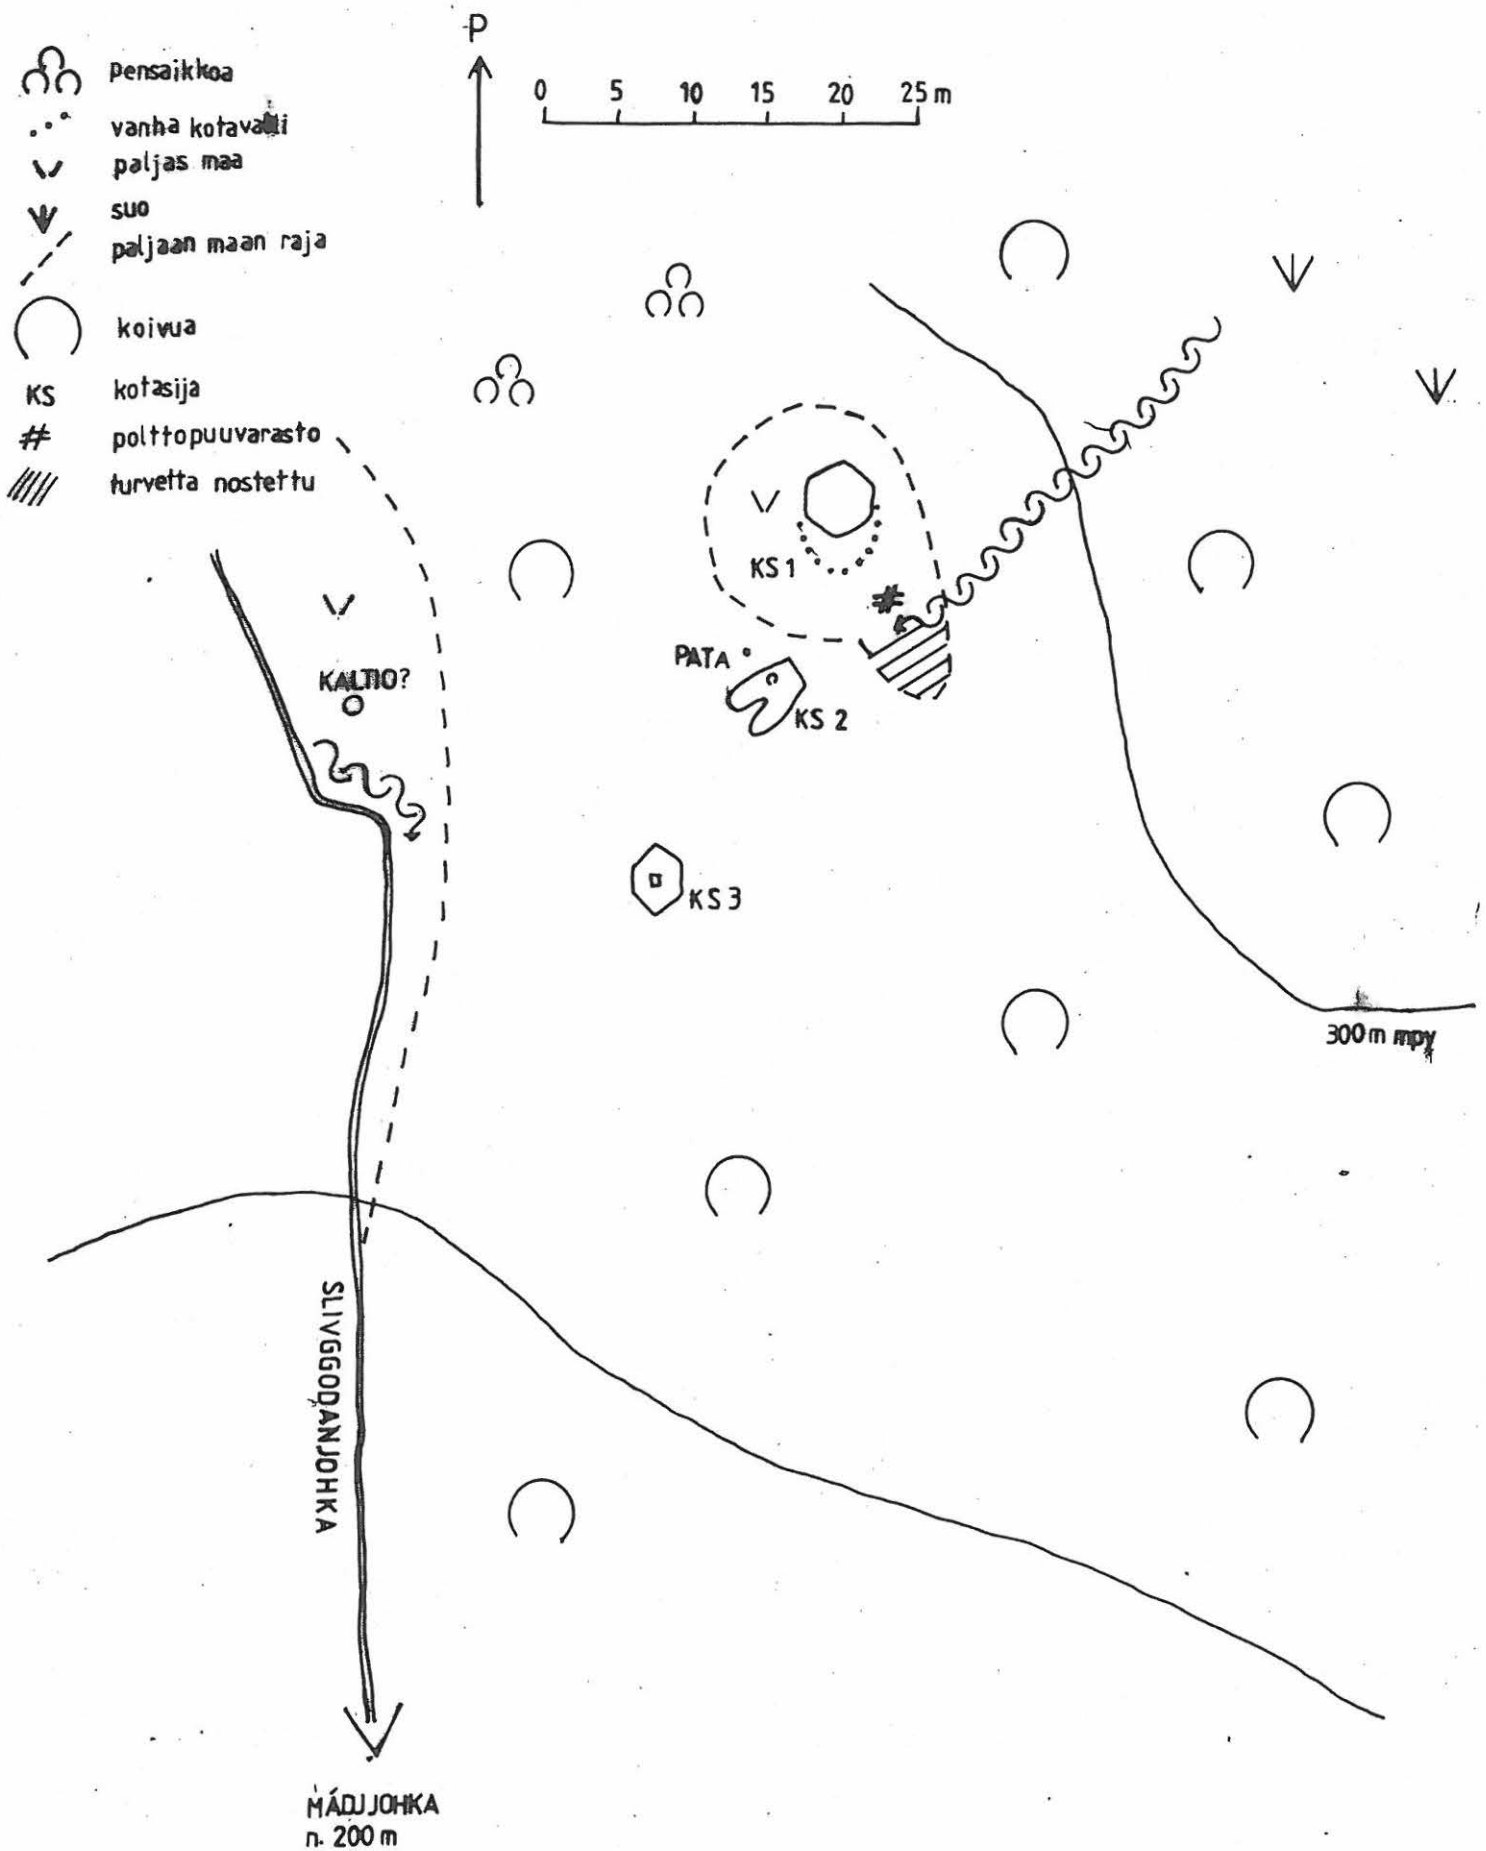 P
0 5 10 15 20 25 m
pensaikkoa
vanha kotavalli
paljas maa
suo
paljaan maan raja
koivua
KS kotasija
polttopuuvarasto
turvetta nostettu
KS 1
KALTIO?
PATA
KS 2
KS 3
300 m mpy
SLIVGGODANJOHKA
MÁDJJOHKA
n. 200 m